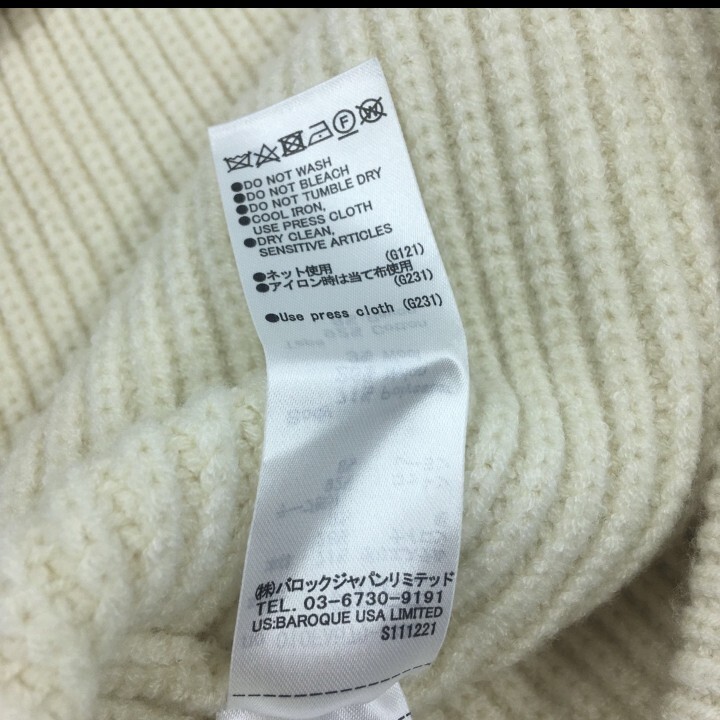 F W
●DO NOT WASH
●DO NOT BLEACH
●DO NOT TUMBLE DRY
●COOL IRON,
USE PRESS CLOTH
●DRY CLEAN,
SENSITIVE ARTICLES
●ネット使用 (G121)
●アイロン時は当て布使用
(G231)
●Use press cloth (G231)
(株)バロックジャパンリミテッド
TEL. 03-6730-9191
US:BAROQUE USA LIMITED
S111221